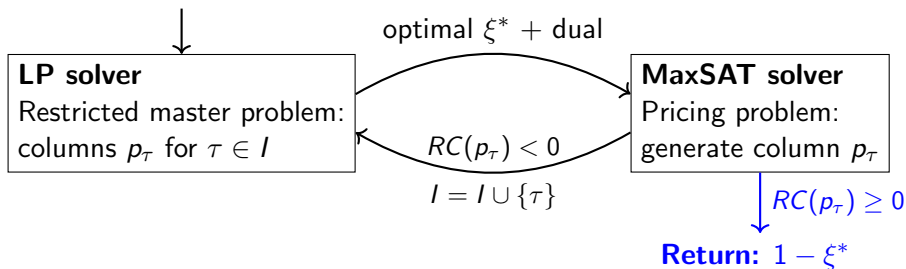 optimal ξ* + dual
LP solver
Restricted master problem:
columns p_τ for τ ∈ I
MaxSAT solver
Pricing problem:
generate column p_τ
RC(p_τ) < 0
I = I ∪ {τ}
RC(p_τ) ≥ 0
Return: 1 − ξ*